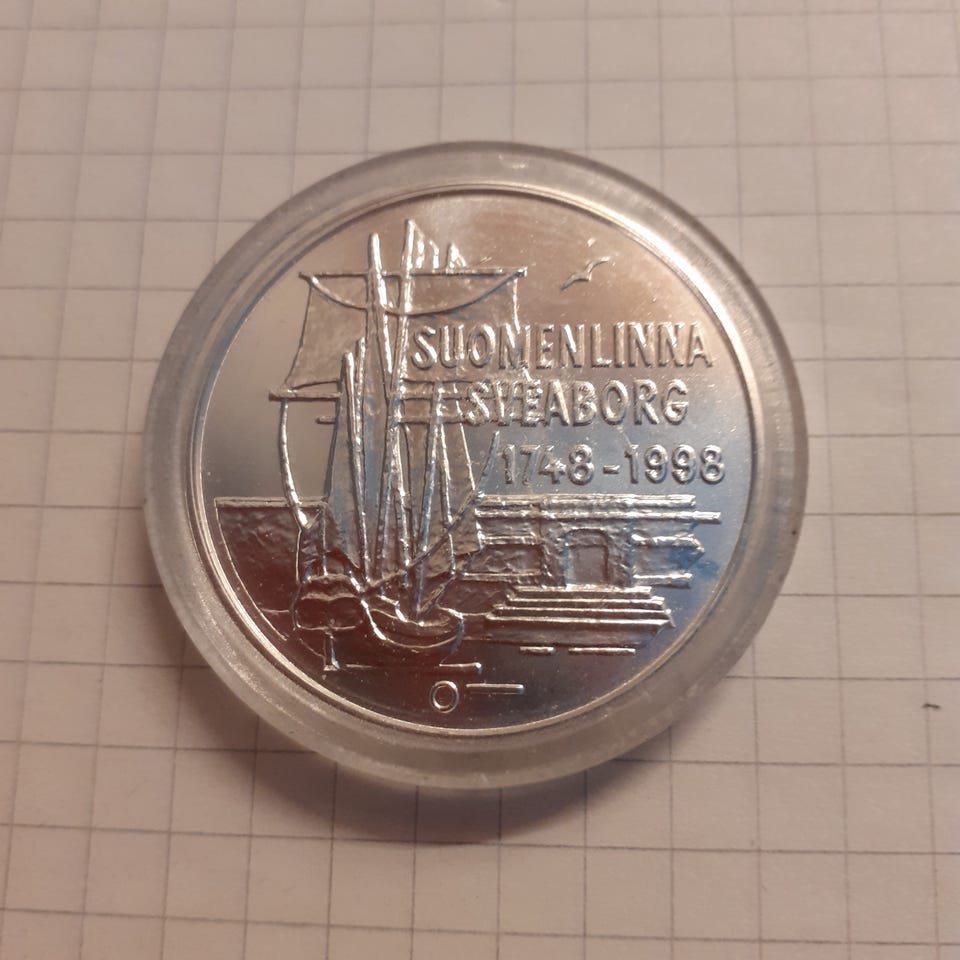 SUOMENLINNA
SVEABORG
1748-1998
O